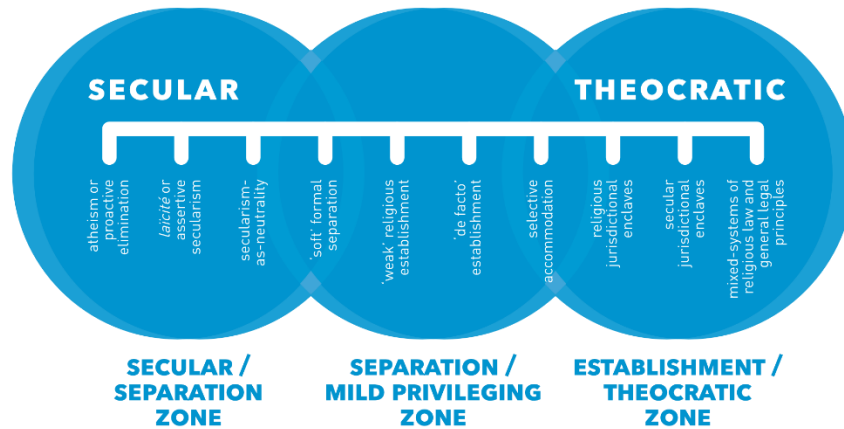 SECULAR
THEOCRATIC
atheism or
proactive
elimination
laïcité or
assertive
secularism
secularism-
as-neutrality
‘soft’ formal
separation
‘weak’ religious
establishment
‘de facto’
establishment
selective
accommodation
religious
jurisdictional
enclaves
secular
jurisdictional
enclaves
mixed-systems of
religious law and
general legal
principles
SECULAR /
SEPARATION
ZONE
SEPARATION /
MILD PRIVILEGING
ZONE
ESTABLISHMENT /
THEOCRATIC
ZONE